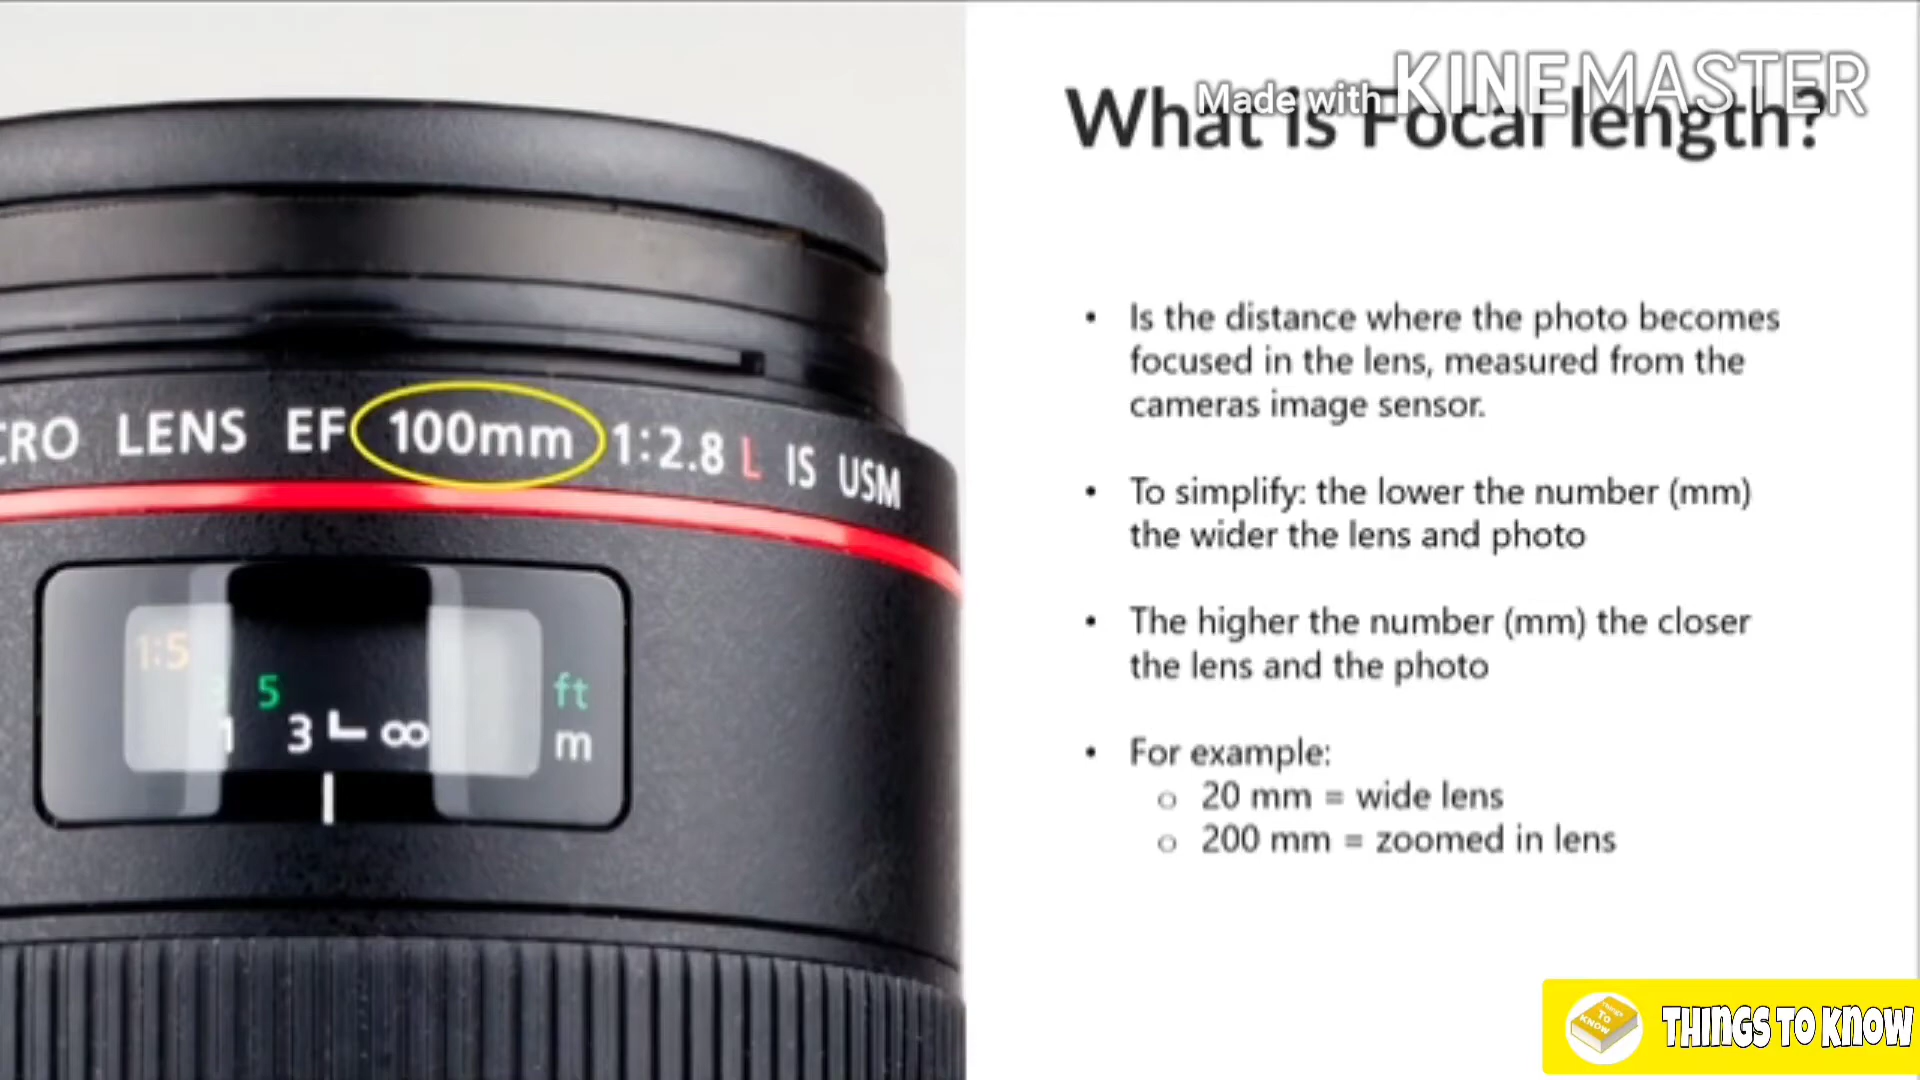 Made with KINEMASTER
What is Focal length?
CRO LENS EF 100mm 1:2.8 L IS USM
1:5
5 ft
1 3 ∞ m
• Is the distance where the photo becomes
focused in the lens, measured from the
cameras image sensor.
• To simplify: the lower the number (mm)
the wider the lens and photo
• The higher the number (mm) the closer
the lens and the photo
• For example:
o 20 mm = wide lens
o 200 mm = zoomed in lens
Things
To
KNOW
THINGS TO KNOW